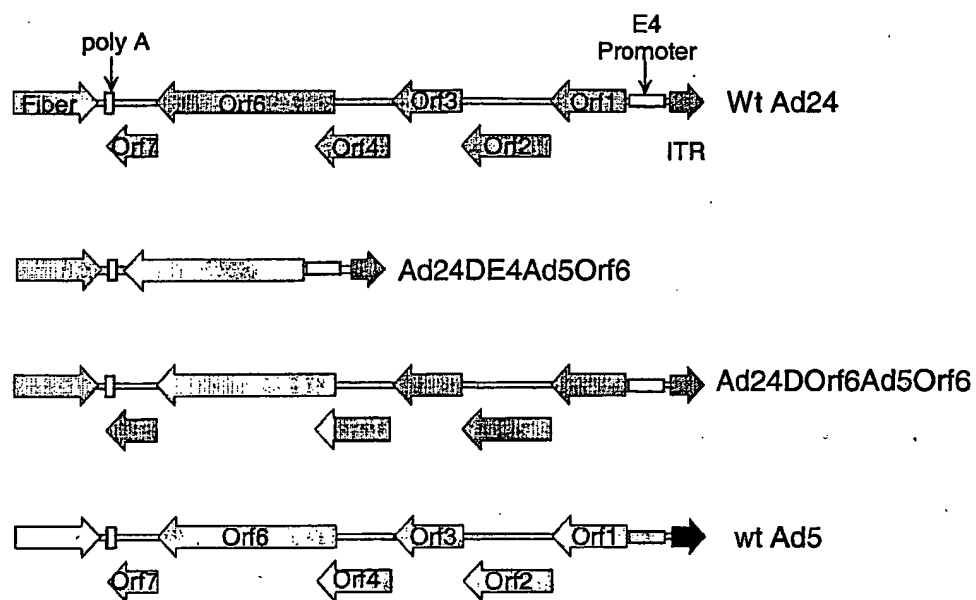 E4
Promoter
poly A
Fiber Orf6 Orf3 Orf1 Wt Ad24
Orf7 Orf4 Orf2 ITR
Ad24DE4Ad5Orf6
Ad24DOrf6Ad5Orf6
Orf6 Orf3 Orf1 wt Ad5
Orf7 Orf4 Orf2